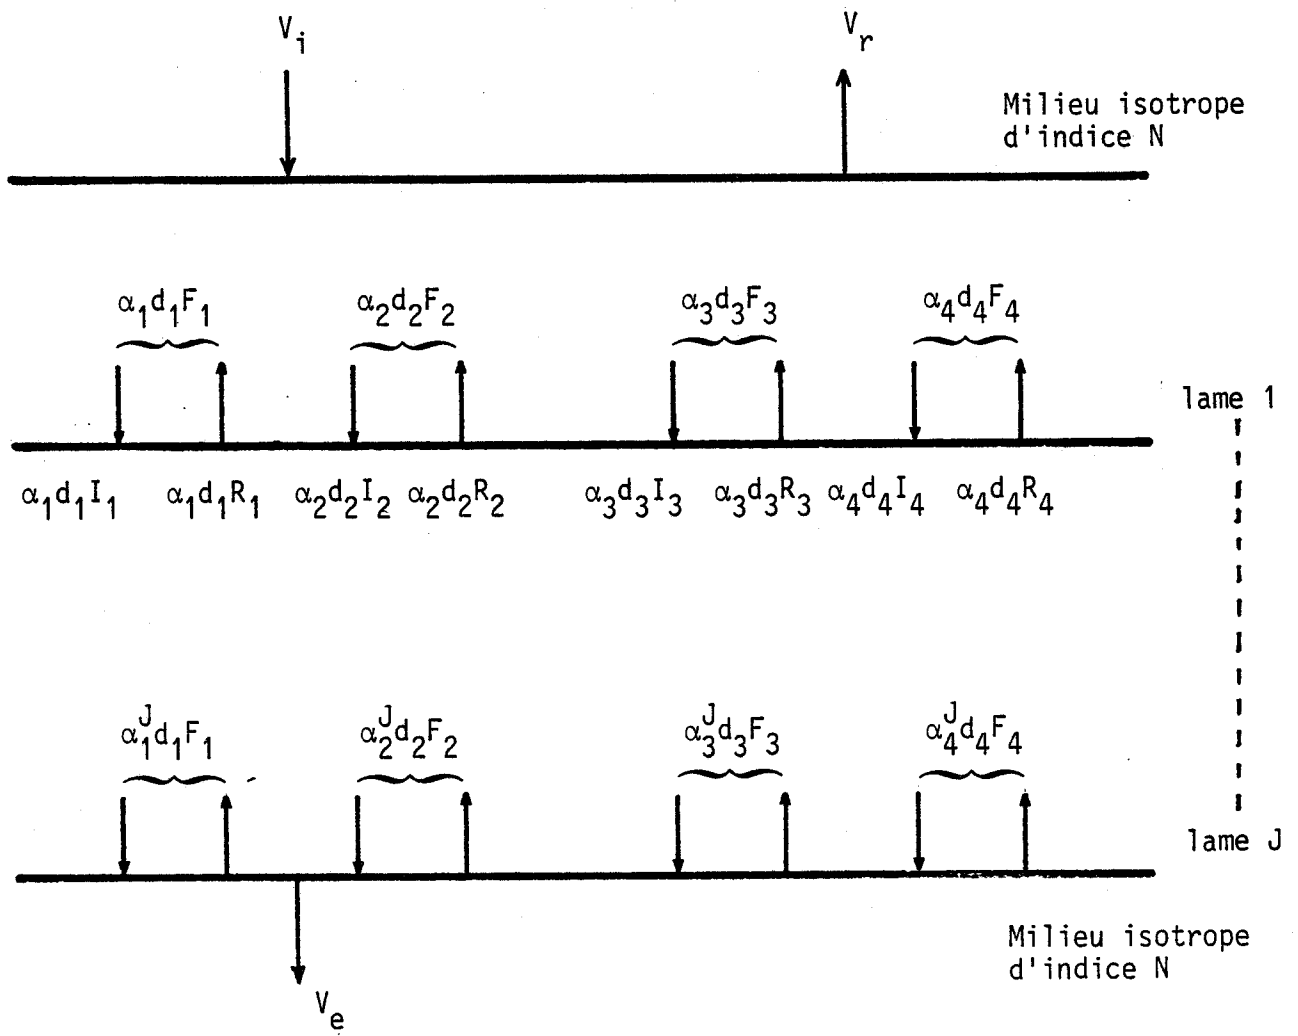 V_i
V_r
Milieu isotrope
d'indice N
α_1d_1F_1 α_2d_2F_2 α_3d_3F_3 α_4d_4F_4
lame 1
α_1d_1I_1 α_1d_1R_1 α_2d_2I_2 α_2d_2R_2 α_3d_3I_3 α_3d_3R_3 α_4d_4I_4 α_4d_4R_4
α_1^Jd_1F_1 α_2^Jd_2F_2 α_3^Jd_3F_3 α_4^Jd_4F_4
lame J
Milieu isotrope
d'indice N
V_e